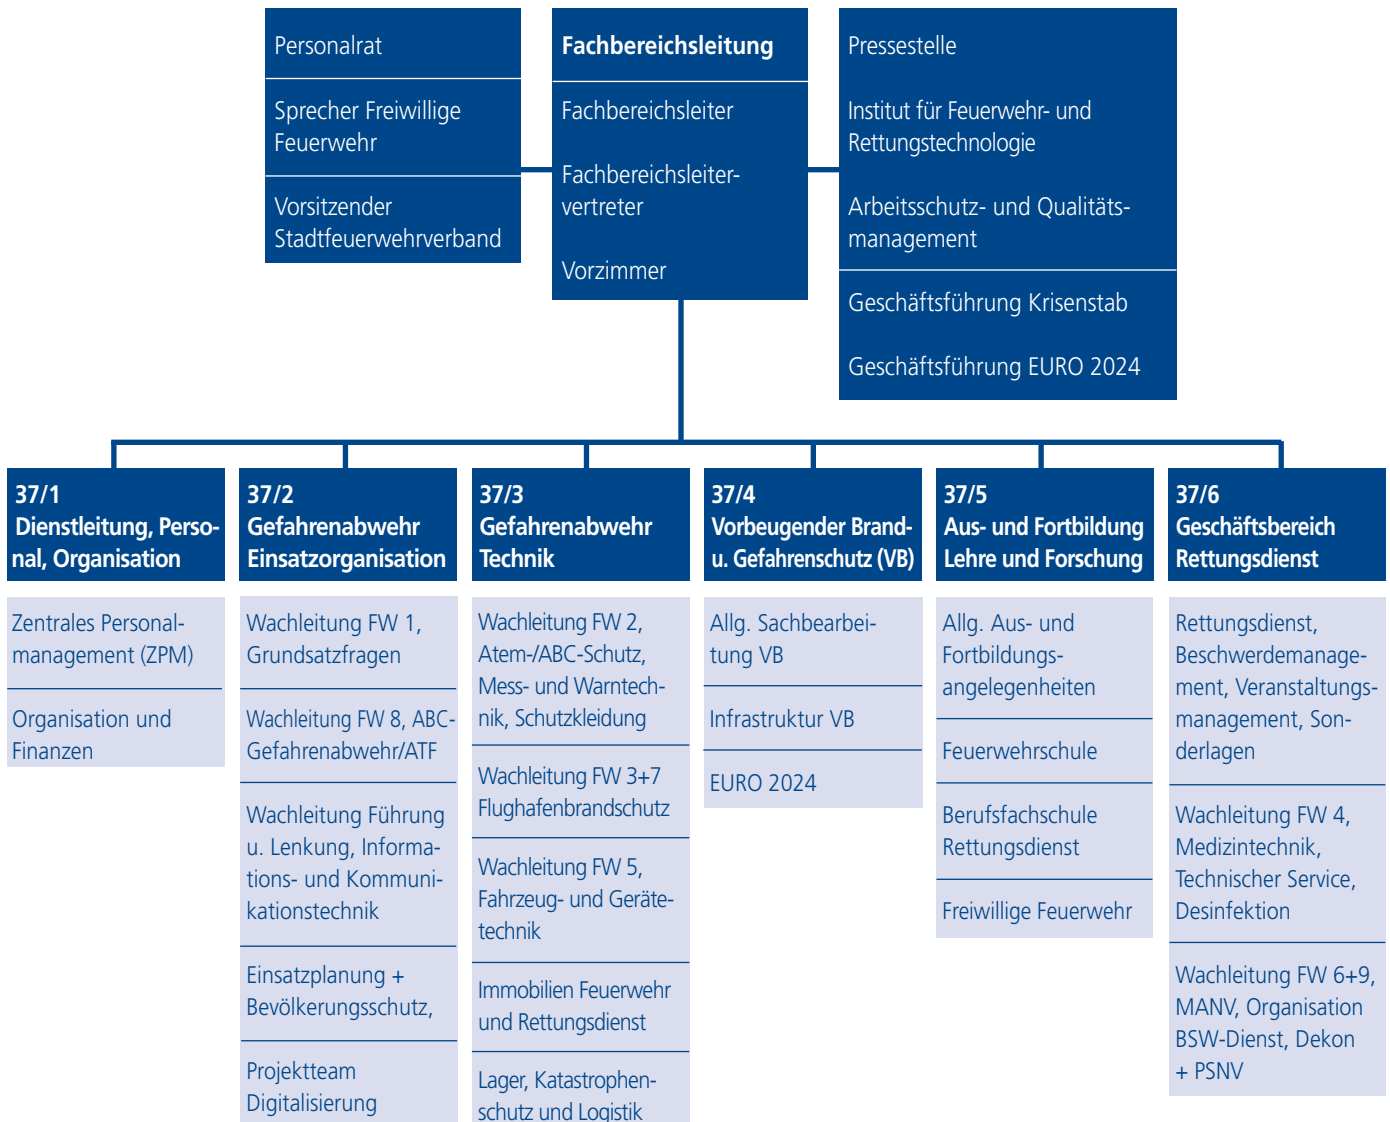 Personalrat
Sprecher Freiwillige
Feuerwehr
Vorsitzender
Stadtfeuerwehrverband
Fachbereichsleitung
Fachbereichsleiter
Fachbereichsleiter-
vertreter
Vorzimmer
Pressestelle
Institut für Feuerwehr- und
Rettungstechnologie
Arbeitsschutz- und Qualitäts-
management
Geschäftsführung Krisenstab
Geschäftsführung EURO 2024
37/1
Dienstleitung, Perso-
nal, Organisation
Zentrales Personal-
management (ZPM)
Organisation und
Finanzen
37/2
Gefahrenabwehr
Einsatzorganisation
Wachleitung FW 1,
Grundsatzfragen
Wachleitung FW 8, ABC-
Gefahrenabwehr/ATF
Wachleitung Führung
u. Lenkung, Informa-
tions- und Kommuni-
kationstechnik
Einsatzplanung +
Bevölkerungsschutz,
Projektteam
Digitalisierung
37/3
Gefahrenabwehr
Technik
Wachleitung FW 2,
Atem-/ABC-Schutz,
Mess- und Warntech-
nik, Schutzkleidung
Wachleitung FW 3+7
Flughafenbrandschutz
Wachleitung FW 5,
Fahrzeug- und Geräte-
technik
Immobilien Feuerwehr
und Rettungsdienst
Lager, Katastrophen-
schutz und Logistik
37/4
Vorbeugender Brand-
u. Gefahrenschutz (VB)
Allg. Sachbearbei-
tung VB
Infrastruktur VB
EURO 2024
37/5
Aus- und Fortbildung
Lehre und Forschung
Allg. Aus- und
Fortbildungs-
angelegenheiten
Feuerwehrschule
Berufsfachschule
Rettungsdienst
Freiwillige Feuerwehr
37/6
Geschäftsbereich
Rettungsdienst
Rettungsdienst,
Beschwerdemanage-
ment, Veranstaltungs-
management, Son-
derlagen
Wachleitung FW 4,
Medizintechnik,
Technischer Service,
Desinfektion
Wachleitung FW 6+9,
MANV, Organisation
BSW-Dienst, Dekon
+ PSNV